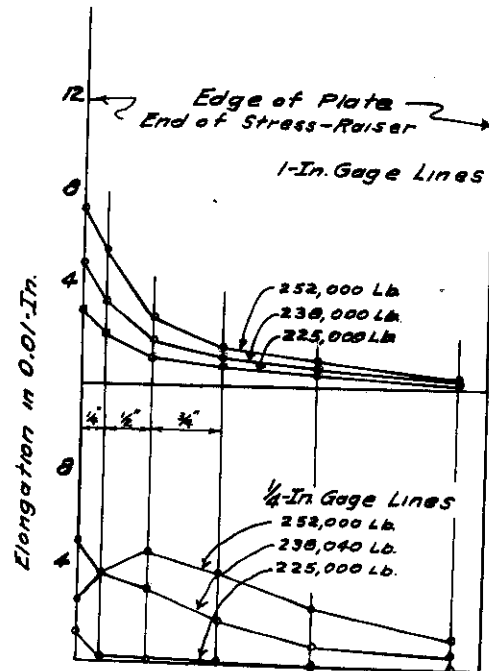 12
Edge of Plate
End of Stress-Raiser
1-In. Gage Lines
8
4
252,000 Lb.
238,000 Lb.
225,000 Lb.
Elongation in 0.01-In.
1/4"
1/2"
3/4"
8
1/4-In Gage Lines
252,000 Lb.
238,040 Lb.
225,000 Lb.
4